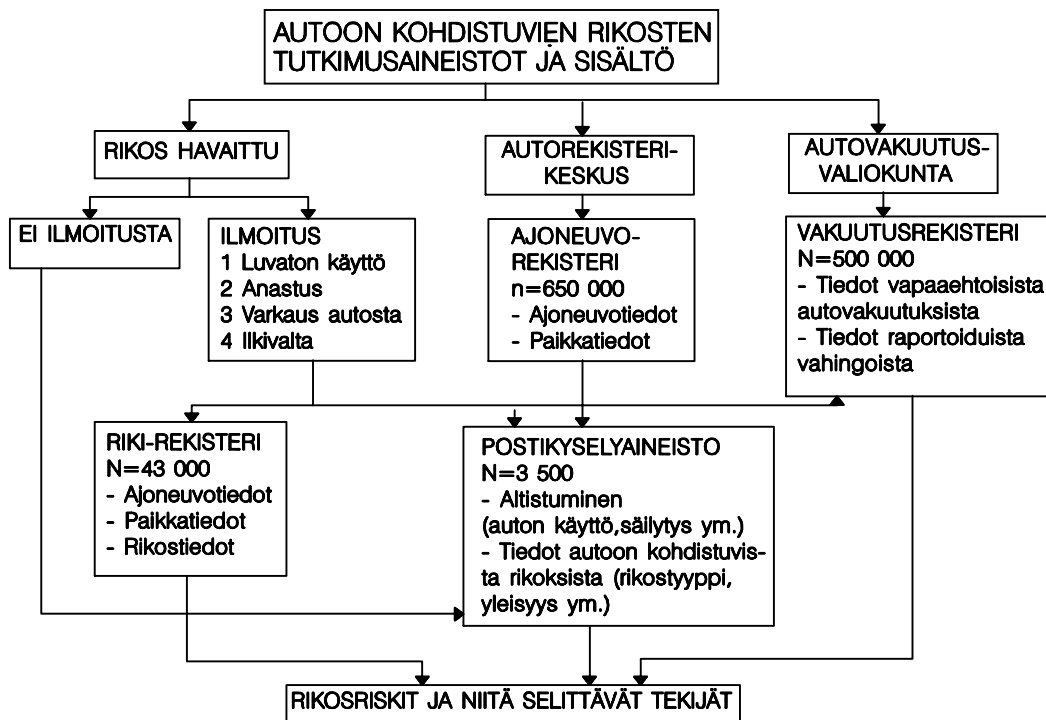 AUTOON KOHDISTUVIEN RIKOSTEN
TUTKIMUSAINEISTOT JA SISÄLTÖ
RIKOS HAVAITTU
AUTOREKISTERI-
KESKUS
AUTOVAKUUTUS-
VALIOKUNTA
EI ILMOITUSTA
ILMOITUS
1 Luvaton käyttö
2 Anastus
3 Varkaus autosta
4 Ilkivalta
AJONEUVO-
REKISTERI
n=650 000
- Ajoneuvotiedot
- Paikkatiedot
VAKUUTUSREKISTERI
N=500 000
- Tiedot vapaaehtoisista
autovakuutuksista
- Tiedot raportoiduista
vahingoista
RIKI-REKISTERI
N=43 000
- Ajoneuvotiedot
- Paikkatiedot
- Rikostiedot
POSTIKYSELYAINEISTO
N=3 500
- Altistuminen
(auton käyttö,säilytys ym.)
- Tiedot autoon kohdistuvis-
ta rikoksista (rikostyyppi,
yleisyys ym.)
RIKOSRISKIT JA NIITÄ SELITTÄVÄT TEKIJÄT